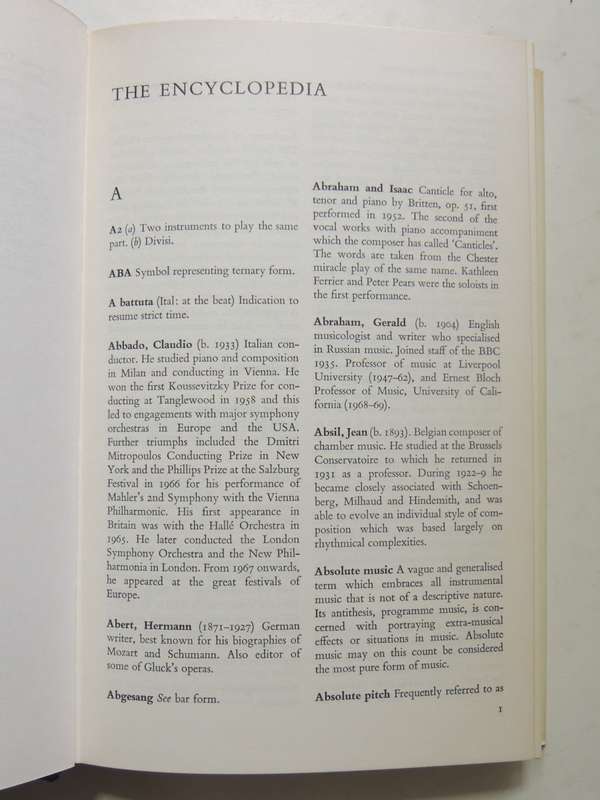 THE ENCYCLOPEDIA
A
A2 (a) Two instruments to play the same
part. (b) Divisi.
ABA Symbol representing ternary form.
A battuta (Ital: at the beat) Indication to
resume strict time.
Abbado, Claudio (b. 1933) Italian con-
ductor. He studied piano and composition
in Milan and conducting in Vienna. He
won the first Koussevitzky Prize for con-
ducting at Tanglewood in 1958 and this
led to engagements with major symphony
orchestras in Europe and the USA.
Further triumphs included the Dmitri
Mitropoulos Conducting Prize in New
York and the Phillips Prize at the Salzburg
Festival in 1966 for his performance of
Mahler's 2nd Symphony with the Vienna
Philharmonic. His first appearance in
Britain was with the Hallé Orchestra in
1965. He later conducted the London
Symphony Orchestra and the New Phil-
harmonia in London. From 1967 onwards,
he appeared at the great festivals of
Europe.
Abert, Hermann (1871–1927) German
writer, best known for his biographies of
Mozart and Schumann. Also editor of
some of Gluck's operas.
Abgesang See bar form.
Abraham and Isaac Canticle for alto,
tenor and piano by Britten, op. 51, first
performed in 1952. The second of the
vocal works with piano accompaniment
which the composer has called 'Canticles'.
The words are taken from the Chester
miracle play of the same name. Kathleen
Ferrier and Peter Pears were the soloists in
the first performance.
Abraham, Gerald (b. 1904) English
musicologist and writer who specialised
in Russian music. Joined staff of the BBC
1935. Professor of music at Liverpool
University (1947–62), and Ernest Bloch
Professor of Music, University of Cali-
fornia (1968–69).
Absil, Jean (b. 1893). Belgian composer of
chamber music. He studied at the Brussels
Conservatoire to which he returned in
1931 as a professor. During 1922–9 he
became closely associated with Schoen-
berg, Milhaud and Hindemith, and was
able to evolve an individual style of com-
position which was based largely on
rhythmical complexities.
Absolute music A vague and generalised
term which embraces all instrumental
music that is not of a descriptive nature.
Its antithesis, programme music, is con-
cerned with portraying extra-musical
effects or situations in music. Absolute
music may on this count be considered
the most pure form of music.
Absolute pitch Frequently referred to as
1